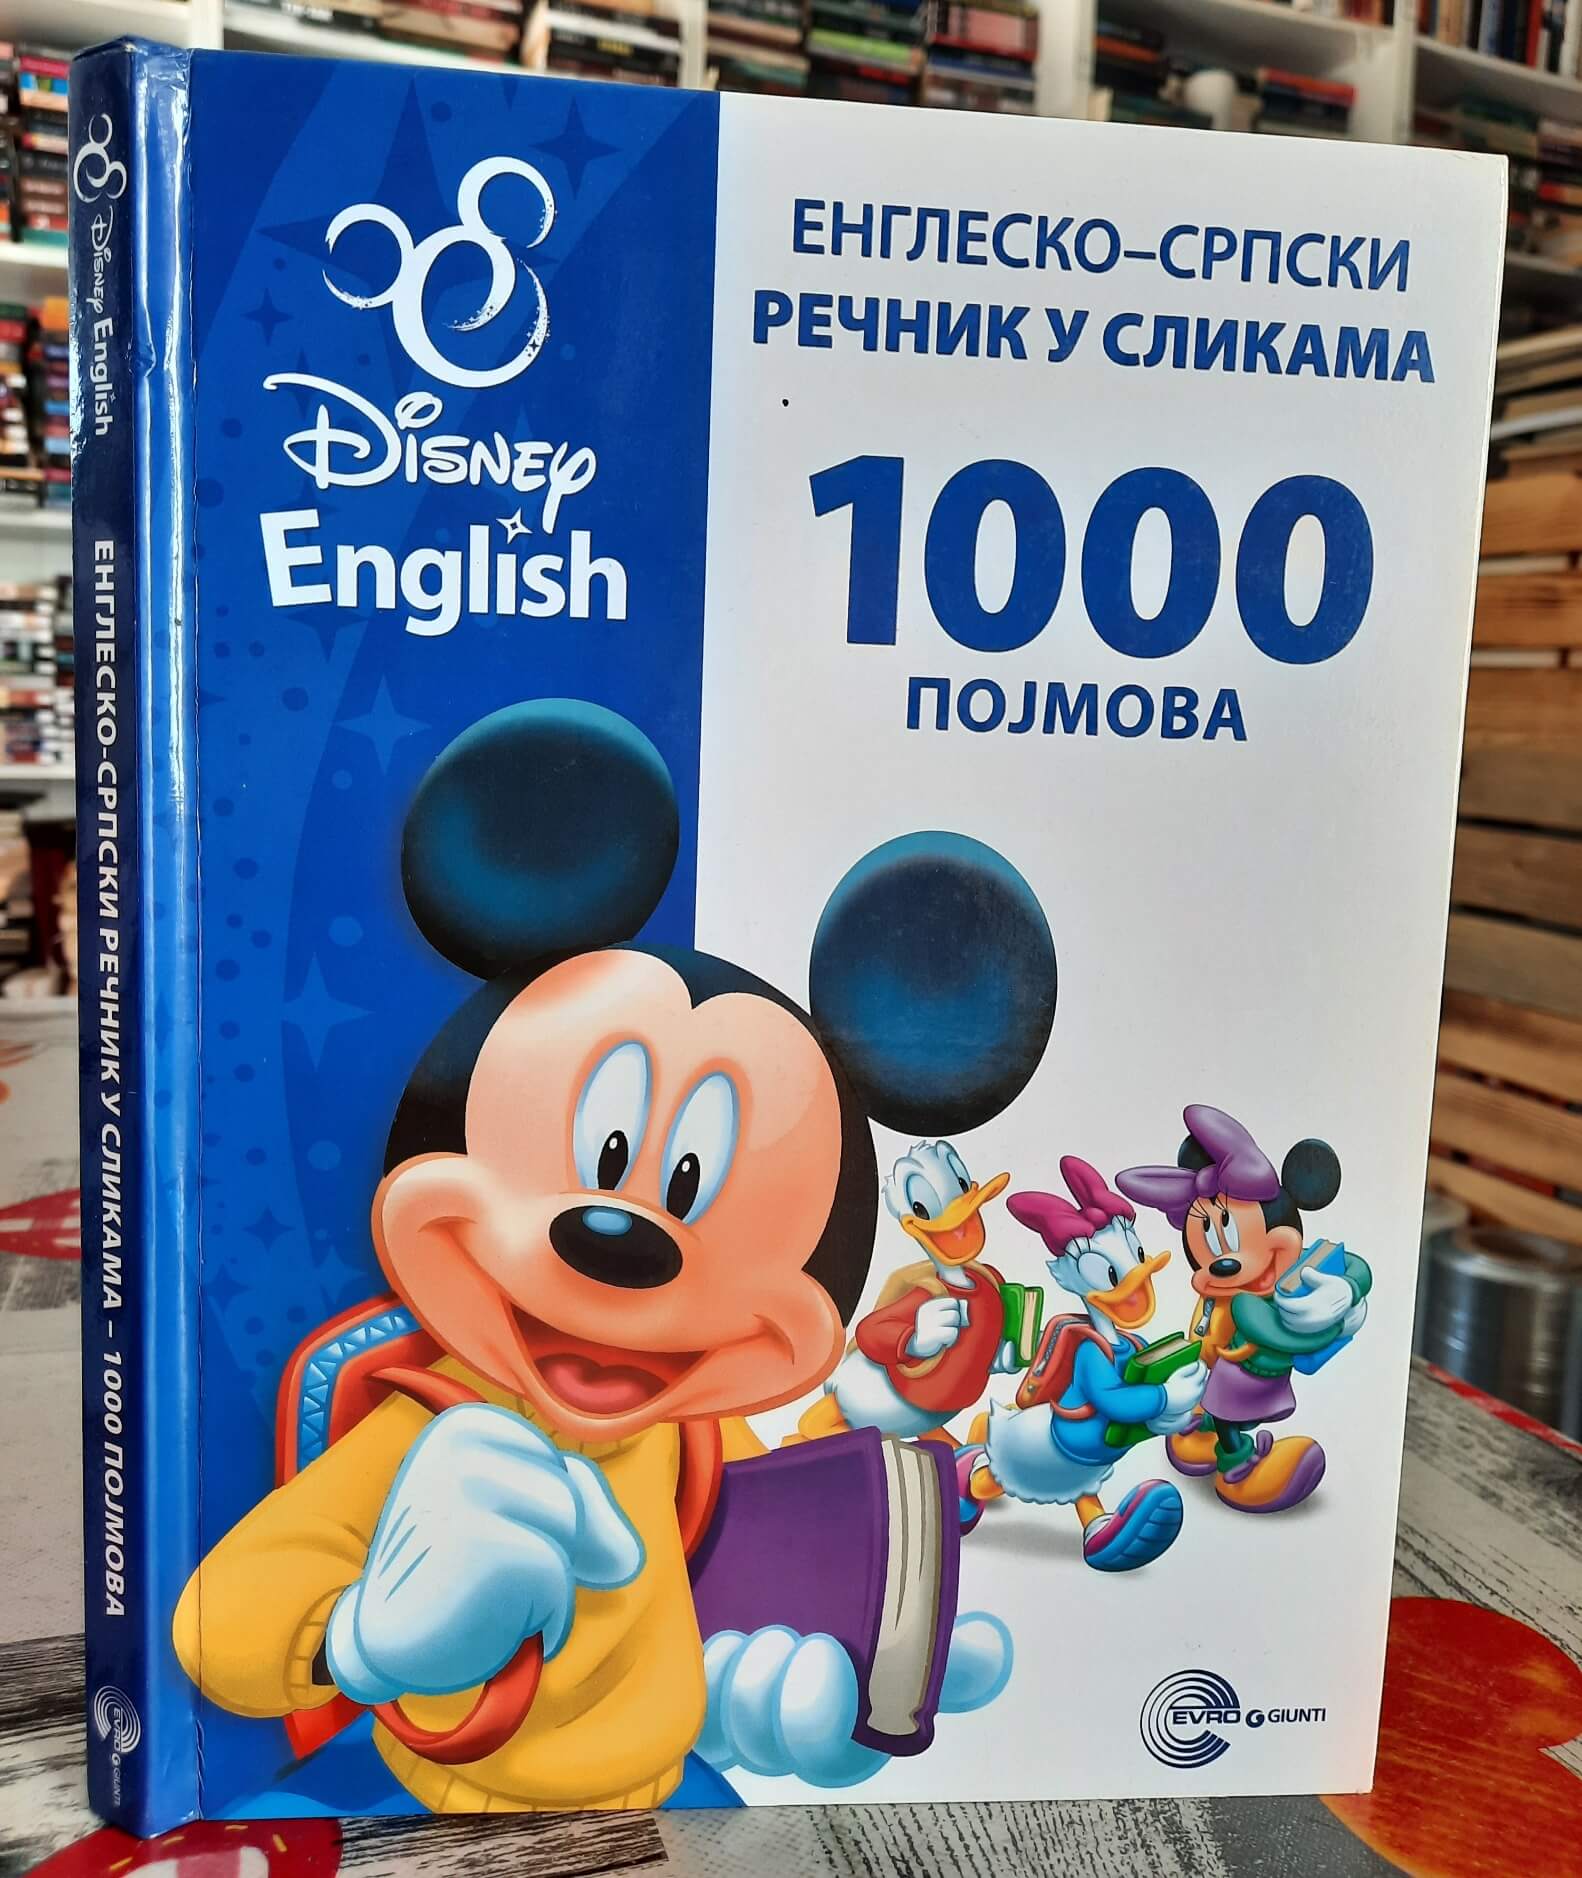 Disney
English
ЕНГЛЕСКО–СРПСКИ
РЕЧНИК У СЛИКАМА
1000
ПОЈМОВА
EVRO GIUNTI
Disney English
ЕНГЛЕСКО-СРПСКИ РЕЧНИК У СЛИКАМА – 1000 ПОЈМОВА
EVRO GIUNTI